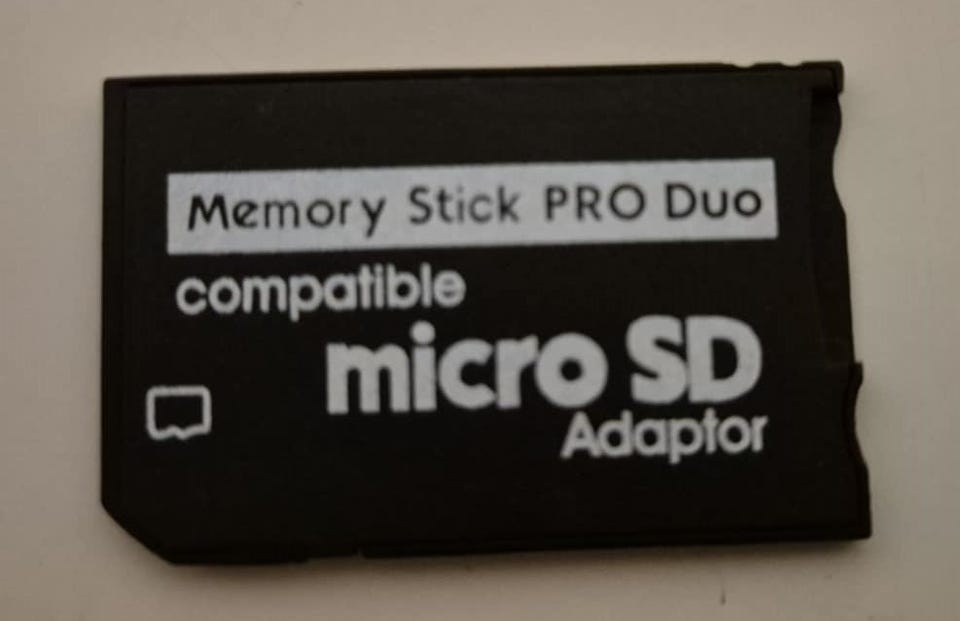 Memory Stick PRO Duo
compatible
micro SD
Adaptor